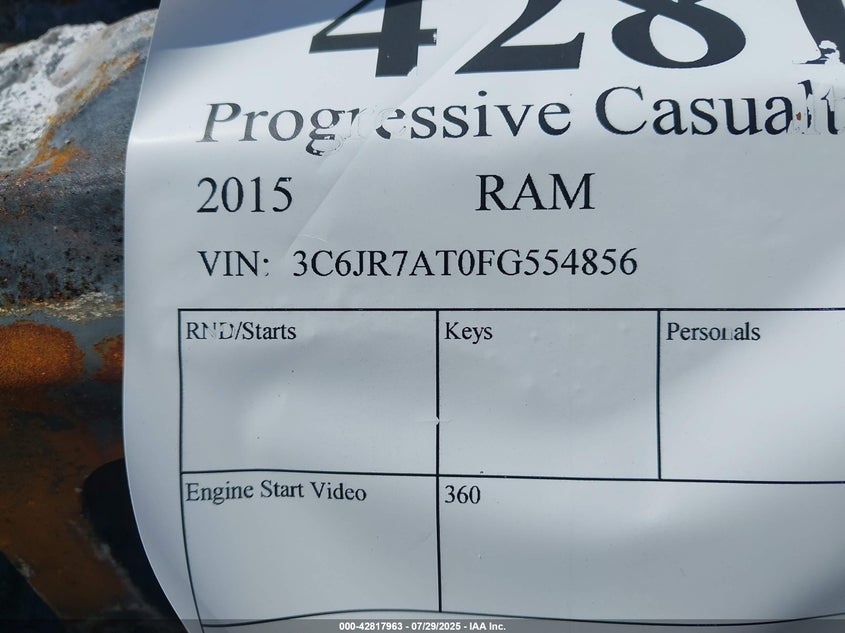 4281
Progressive Casualt
2015 RAM
VIN: 3C6JR7AT0FG554856
RND/Starts Keys Personals
Engine Start Video 360
000-42817963 - 07/29/2025 - IAA Inc.